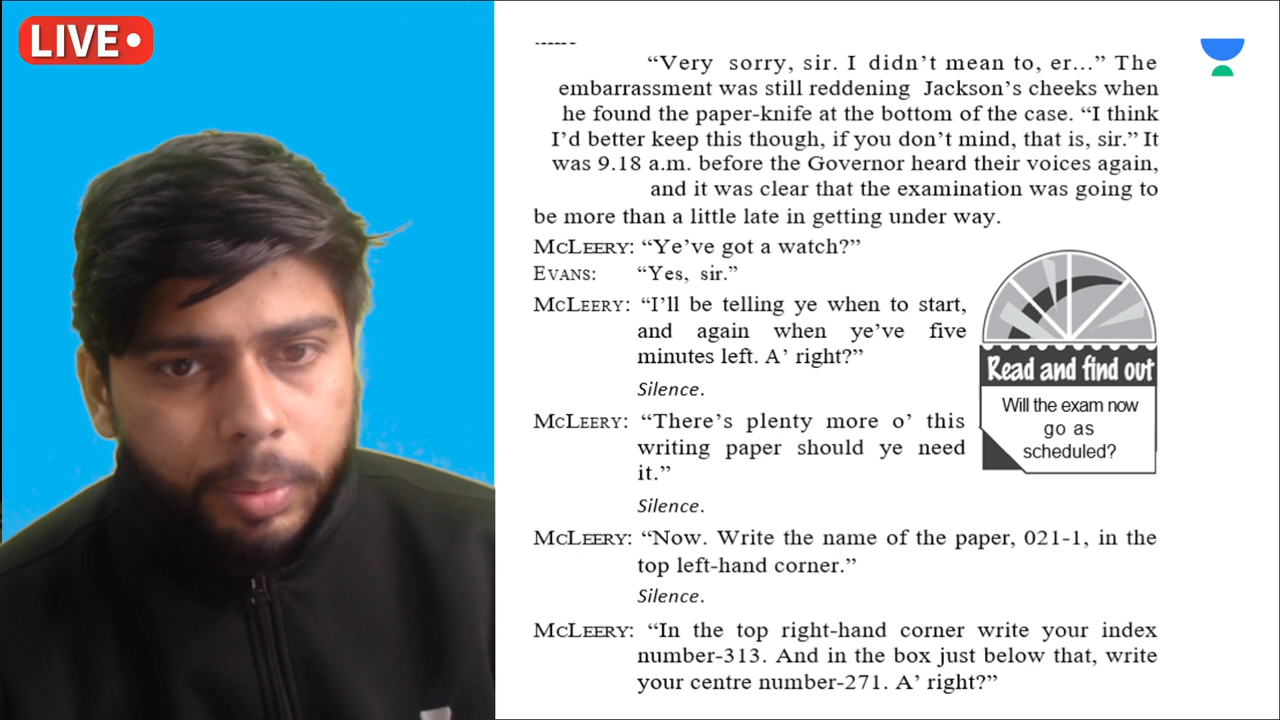 LIVE
“Very sorry, sir. I didn’t mean to, er...” The
embarrassment was still reddening Jackson’s cheeks when
he found the paper-knife at the bottom of the case. “I think
I’d better keep this though, if you don’t mind, that is, sir.” It
was 9.18 a.m. before the Governor heard their voices again,
and it was clear that the examination was going to
be more than a little late in getting under way.
MCLEERY: “Ye’ve got a watch?”
EVANS: “Yes, sir.”
MCLEERY: “I’ll be telling ye when to start,
and again when ye’ve five
minutes left. A’ right?”
Silence.
MCLEERY: “There’s plenty more o’ this
writing paper should ye need
it.”
Silence.
MCLEERY: “Now. Write the name of the paper, 021-1, in the
top left-hand corner.”
Silence.
MCLEERY: “In the top right-hand corner write your index
number-313. And in the box just below that, write
your centre number-271. A’ right?”
Read and find out
Will the exam now
go as
scheduled?